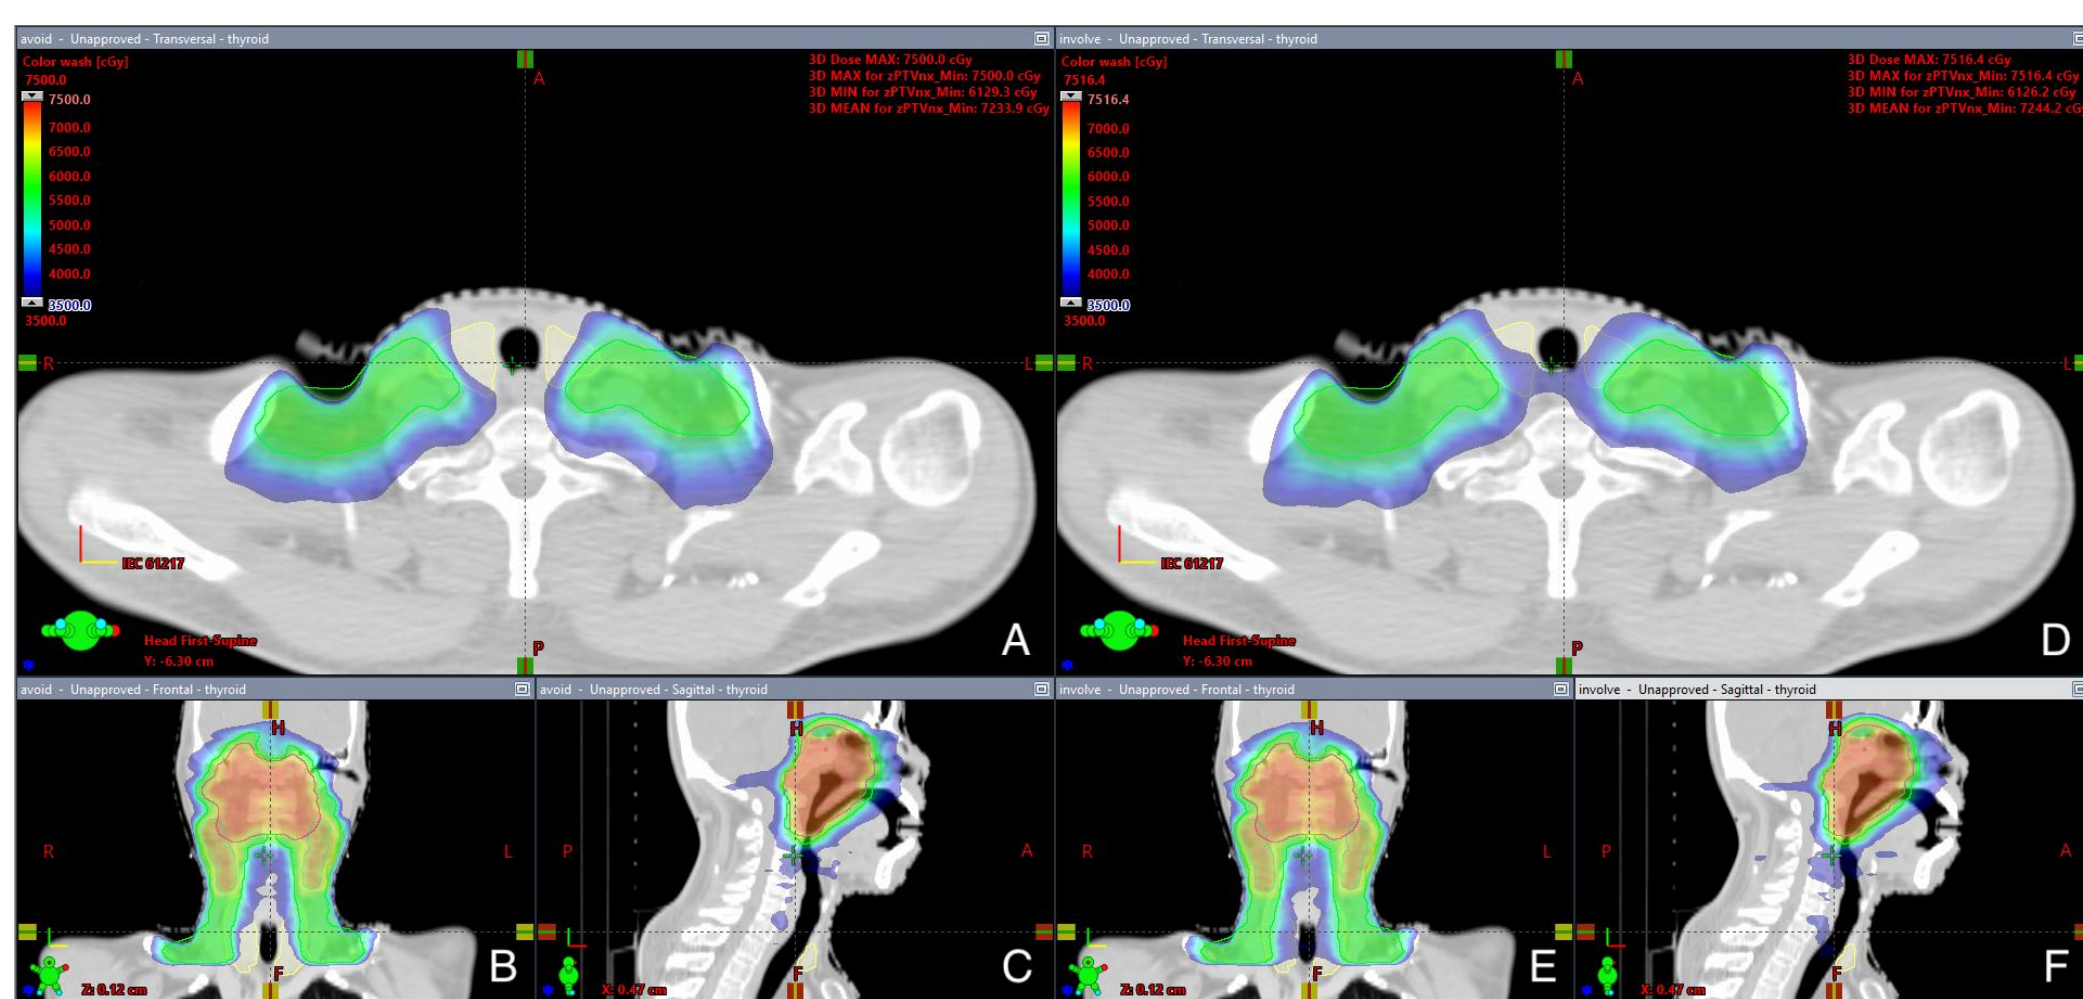 avoid - Unapproved - Transversal - thyroid
Color wash [cGy]
7500.0
7500.0
7000.0
6500.0
6000.0
5500.0
5000.0
4500.0
4000.0
3500.0
3500.0
3D Dose MAX: 7500.0 cGy
3D MAX for zPTVnx_Min: 7500.0 cGy
3D MIN for zPTVnx_Min: 6129.3 cGy
3D MEAN for zPTVnx_Min: 7233.9 cGy
A
R
L
IEC 61217
Head First-Supine
Y: -6.30 cm
P
A
involve - Unapproved - Transversal - thyroid
Color wash [cGy]
7516.4
7516.4
7000.0
6500.0
6000.0
5500.0
5000.0
4500.0
4000.0
3500.0
3500.0
3D Dose MAX: 7516.4 cGy
3D MAX for zPTVnx_Min: 7516.4 cGy
3D MIN for zPTVnx_Min: 6126.2 cGy
3D MEAN for zPTVnx_Min: 7244.2 cGy
A
R
L
IEC 61217
Head First-Supine
Y: -6.30 cm
P
D
avoid - Unapproved - Frontal - thyroid
H
R
L
F
Z: 0.12 cm
B
avoid - Unapproved - Sagittal - thyroid
H
P
A
F
X: 0.47 cm
C
involve - Unapproved - Frontal - thyroid
H
R
L
F
Z: 0.12 cm
E
involve - Unapproved - Sagittal - thyroid
H
P
A
F
X: 0.47 cm
F